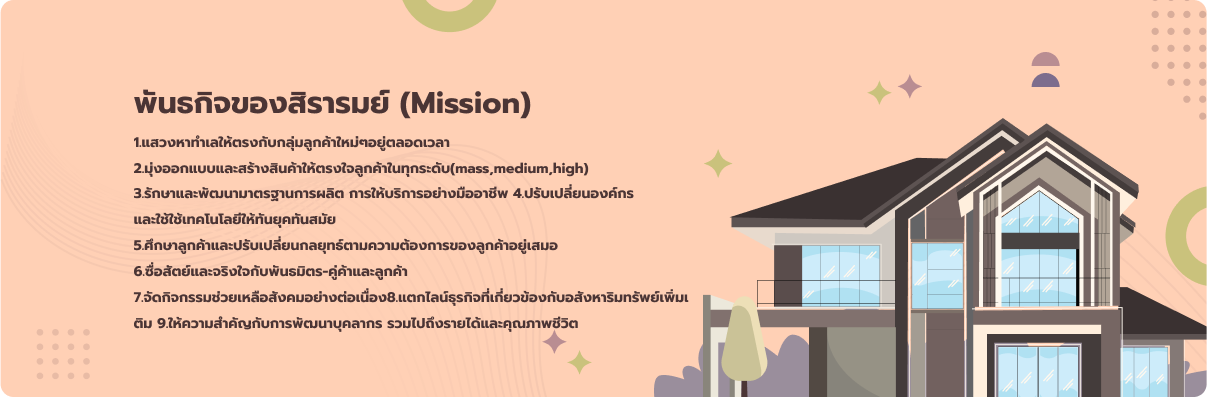 พันธกิจของสิรารมย์ (Mission)
1.แสวงหาทำเลให้ตรงกับกลุ่มลูกค้าใหม่ๆอยู่ตลอดเวลา
2.มุ่งออกแบบและสร้างสินค้าให้ตรงใจลูกค้าในทุกระดับ(mass,medium,high)
3.รักษาและพัฒนามาตรฐานการผลิต การให้บริการอย่างมืออาชีพ 4.ปรับเปลี่ยนองค์กร
และใช้ใช้เทคโนโลยีให้ทันยุคทันสมัย
5.ศึกษาลูกค้าและปรับเปลี่ยนกลยุทธ์ตามความต้องการของลูกค้าอยู่เสมอ
6.ซื่อสัตย์และจริงใจกับพันธมิตร-คู่ค้าและลูกค้า
7.จัดกิจกรรมช่วยเหลือสังคมอย่างต่อเนื่อง8.แตกไลน์ธุรกิจที่เกี่ยวข้องกับอสังหาริมทรัพย์เพิ่มเ
ติม 9.ให้ความสำคัญกับการพัฒนาบุคลากร รวมไปถึงรายได้และคุณภาพชีวิต